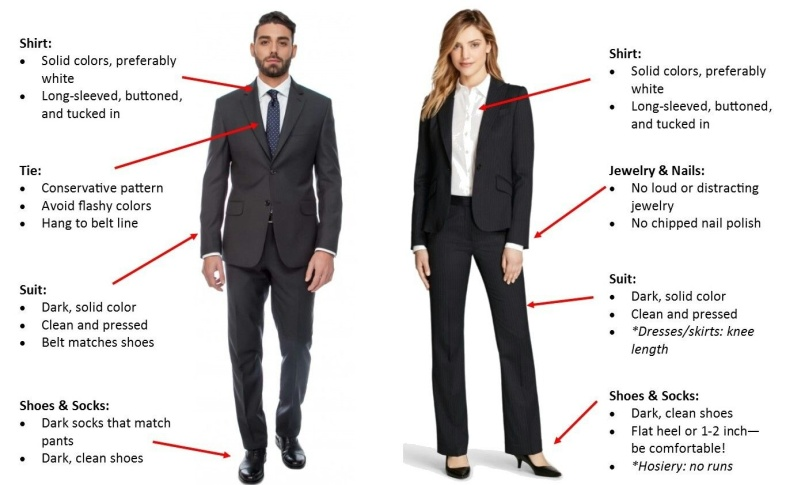 Shirt:
• Solid colors, preferably
white
• Long-sleeved, buttoned,
and tucked in
Tie:
• Conservative pattern
• Avoid flashy colors
• Hang to belt line
Suit:
• Dark, solid color
• Clean and pressed
• Belt matches shoes
Shoes & Socks:
• Dark socks that match
pants
• Dark, clean shoes
Shirt:
• Solid colors, preferably
white
• Long-sleeved, buttoned,
and tucked in
Jewelry & Nails:
• No loud or distracting
jewelry
• No chipped nail polish
Suit:
• Dark, solid color
• Clean and pressed
• *Dresses/skirts: knee
length
Shoes & Socks:
• Dark, clean shoes
• Flat heel or 1-2 inch—
be comfortable!
• *Hosiery: no runs